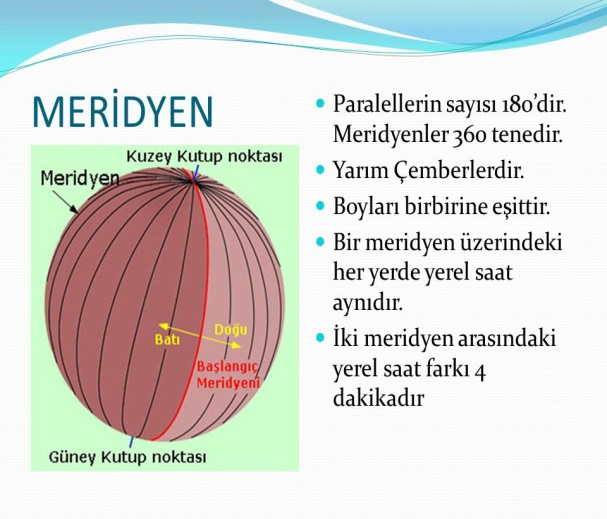 MERİDYEN
Kuzey Kutup noktası
Meridyen
Doğu
Batı
Başlangıç
Meridyeni
Güney Kutup noktası
• Paralellerin sayısı 180’dir.
Meridyenler 360 tenedir.
• Yarım Çemberlerdir.
• Boyları birbirine eşittir.
• Bir meridyen üzerindeki
her yerde yerel saat
aynıdır.
• İki meridyen arasındaki
yerel saat farkı 4
dakikadır